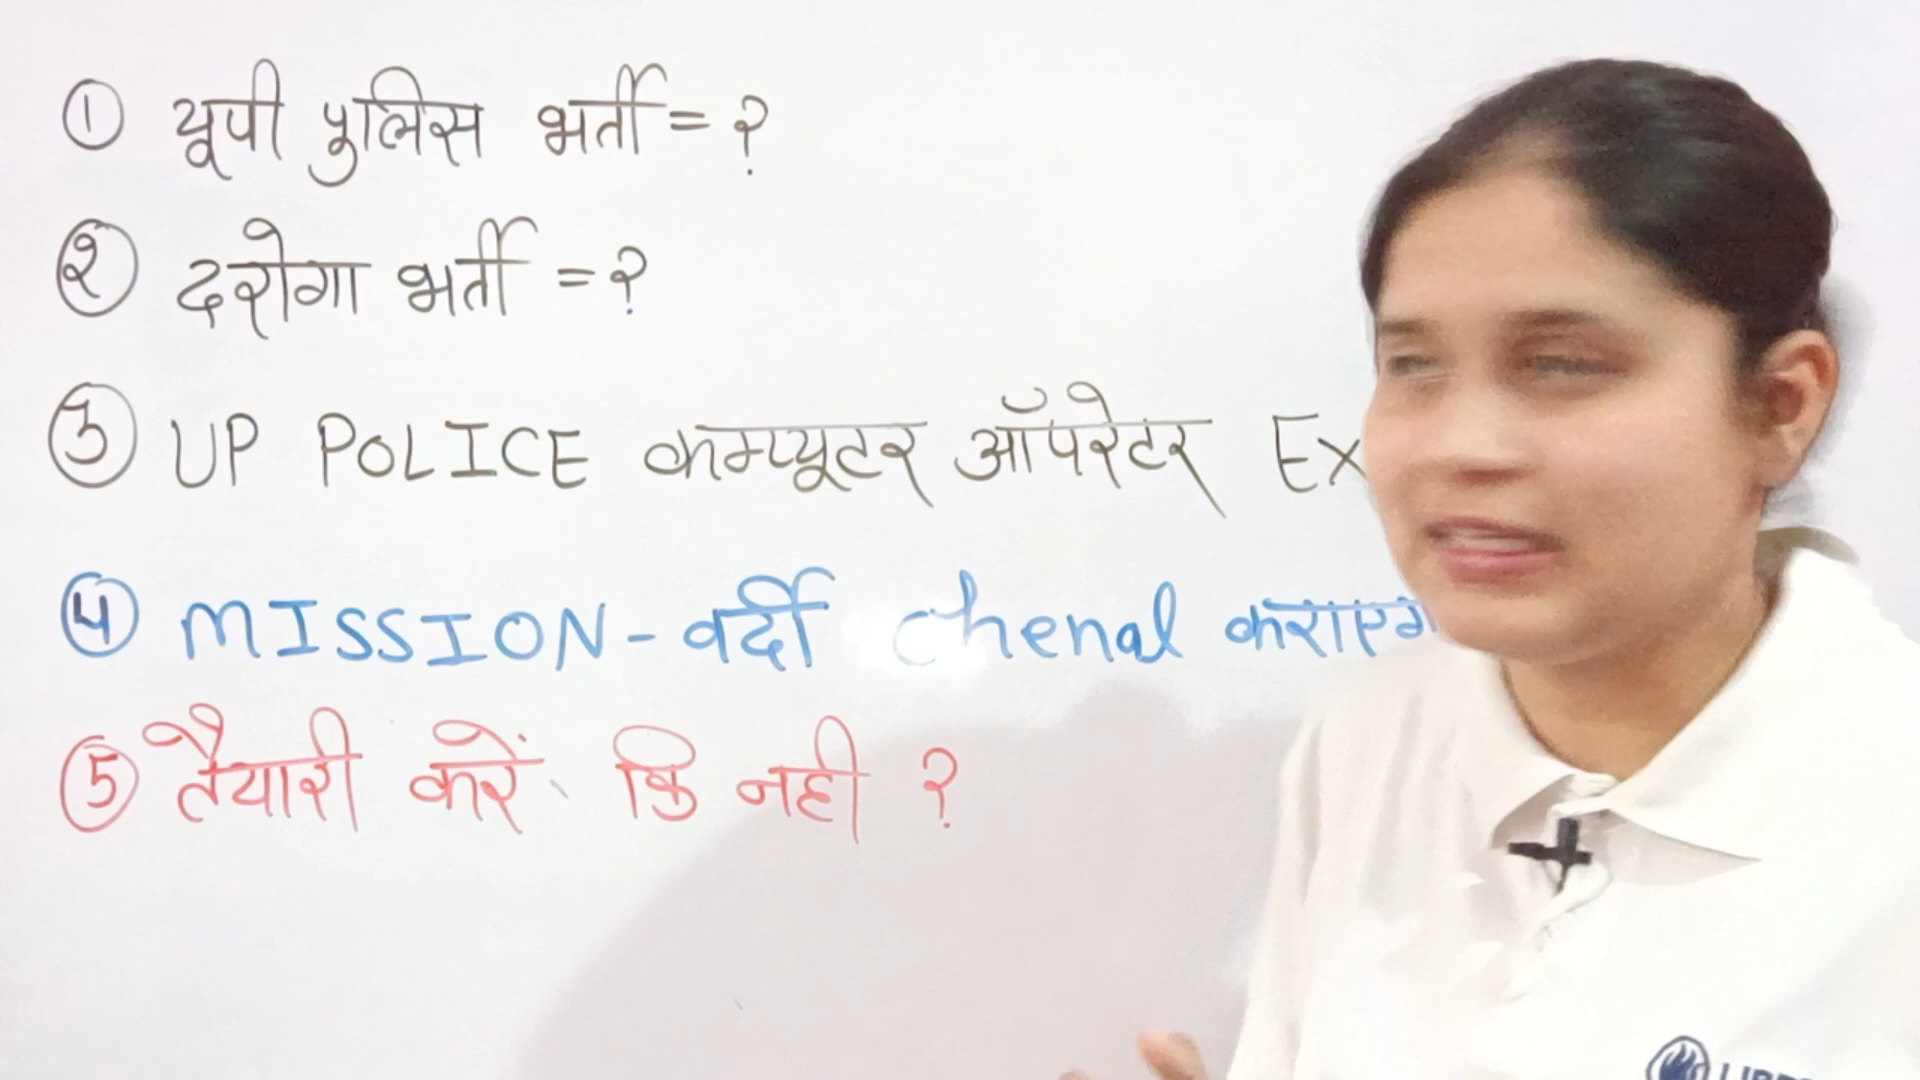 ① यूपी पुलिस भर्ती = ?
② दरोगा भर्ती = ?
③ UP POLICE कम्प्यूटर ऑपरेटर Ex
④ MISSION - वर्दी chenal कराएग
⑤ तैयारी करें कि नही ?